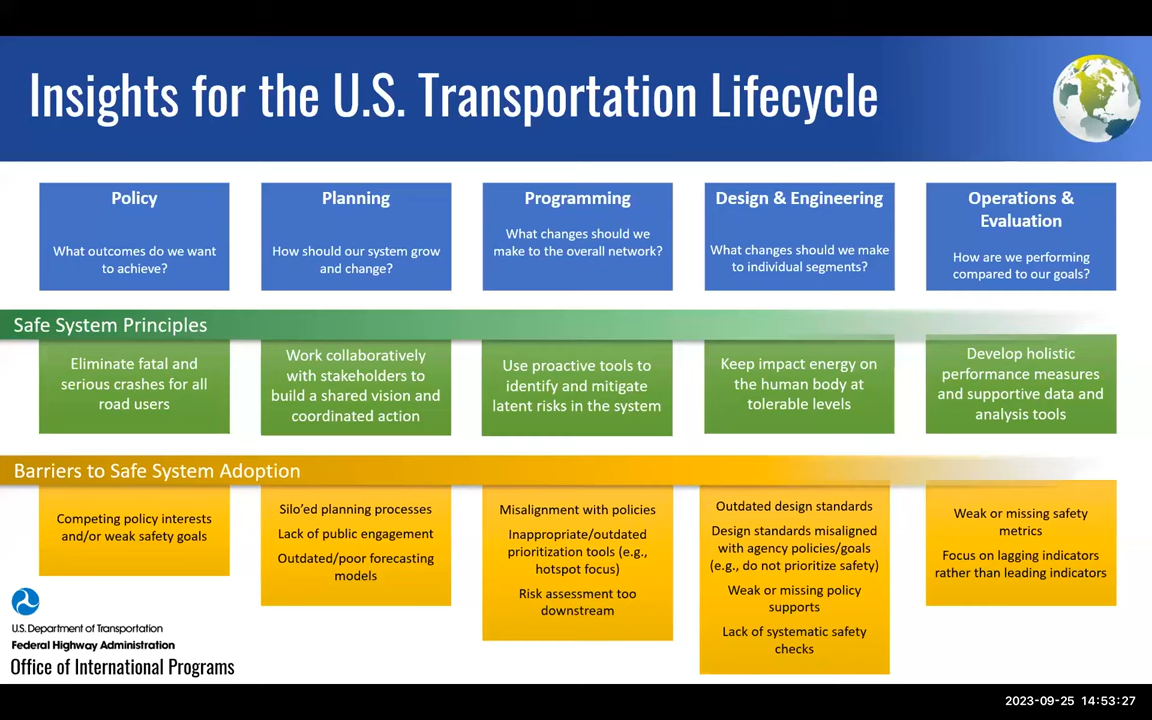 Insights for the U.S. Transportation Lifecycle
Policy
What outcomes do we want
to achieve?
Planning
How should our system grow
and change?
Programming
What changes should we
make to the overall network?
Design & Engineering
What changes should we make
to individual segments?
Operations &
Evaluation
How are we performing
compared to our goals?
Safe System Principles
Eliminate fatal and
serious crashes for all
road users
Work collaboratively
with stakeholders to
build a shared vision and
coordinated action
Use proactive tools to
identify and mitigate
latent risks in the system
Keep impact energy on
the human body at
tolerable levels
Develop holistic
performance measures
and supportive data and
analysis tools
Barriers to Safe System Adoption
Competing policy interests
and/or weak safety goals
Silo’ed planning processes
Lack of public engagement
Outdated/poor forecasting
models
Misalignment with policies
Inappropriate/outdated
prioritization tools (e.g.,
hotspot focus)
Risk assessment too
downstream
Outdated design standards
Design standards misaligned
with agency policies/goals
(e.g., do not prioritize safety)
Weak or missing policy
supports
Lack of systematic safety
checks
Weak or missing safety
metrics
Focus on lagging indicators
rather than leading indicators
U.S. Department of Transportation
Federal Highway Administration
Office of International Programs
2023-09-25 14:53:27